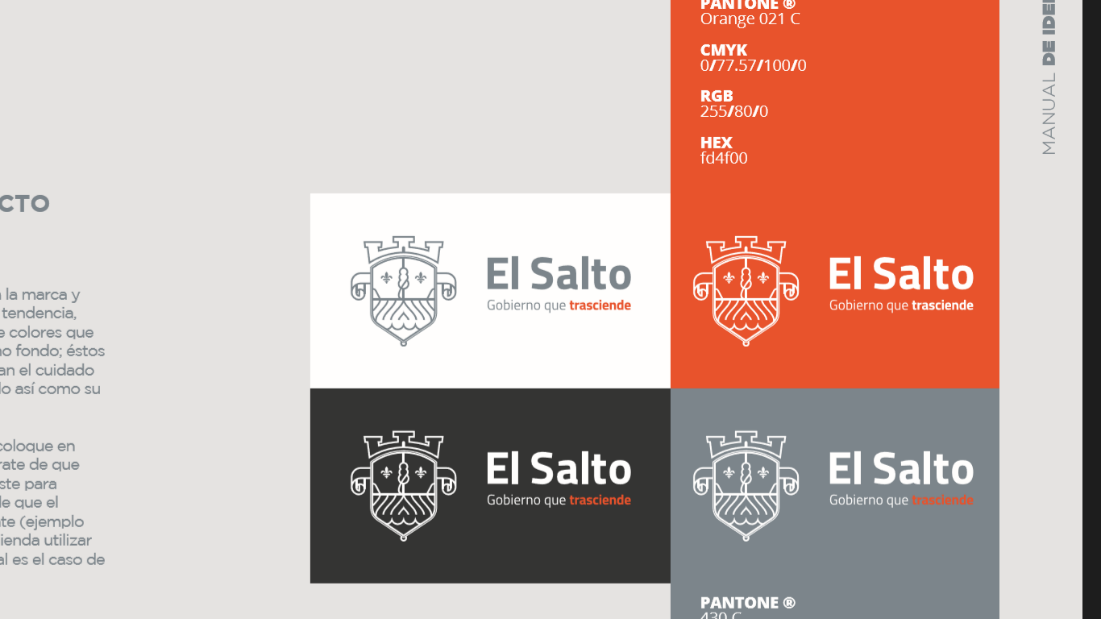 PANTONE ®
Orange 021 C
CMYK
0/77.57/100/0
RGB
255/80/0
HEX
fd4f00
MANUAL DE IDE
CTO
la marca y
tendencia,
e colores que
o fondo; éstos
an el cuidado
o así como su
coloque en
rate de que
ste para
de que el
te (ejemplo
ienda utilizar
al es el caso de
El Salto
Gobierno que trasciende
El Salto
Gobierno que trasciende
El Salto
Gobierno que trasciende
El Salto
Gobierno que trasciende
PANTONE ®
430 C